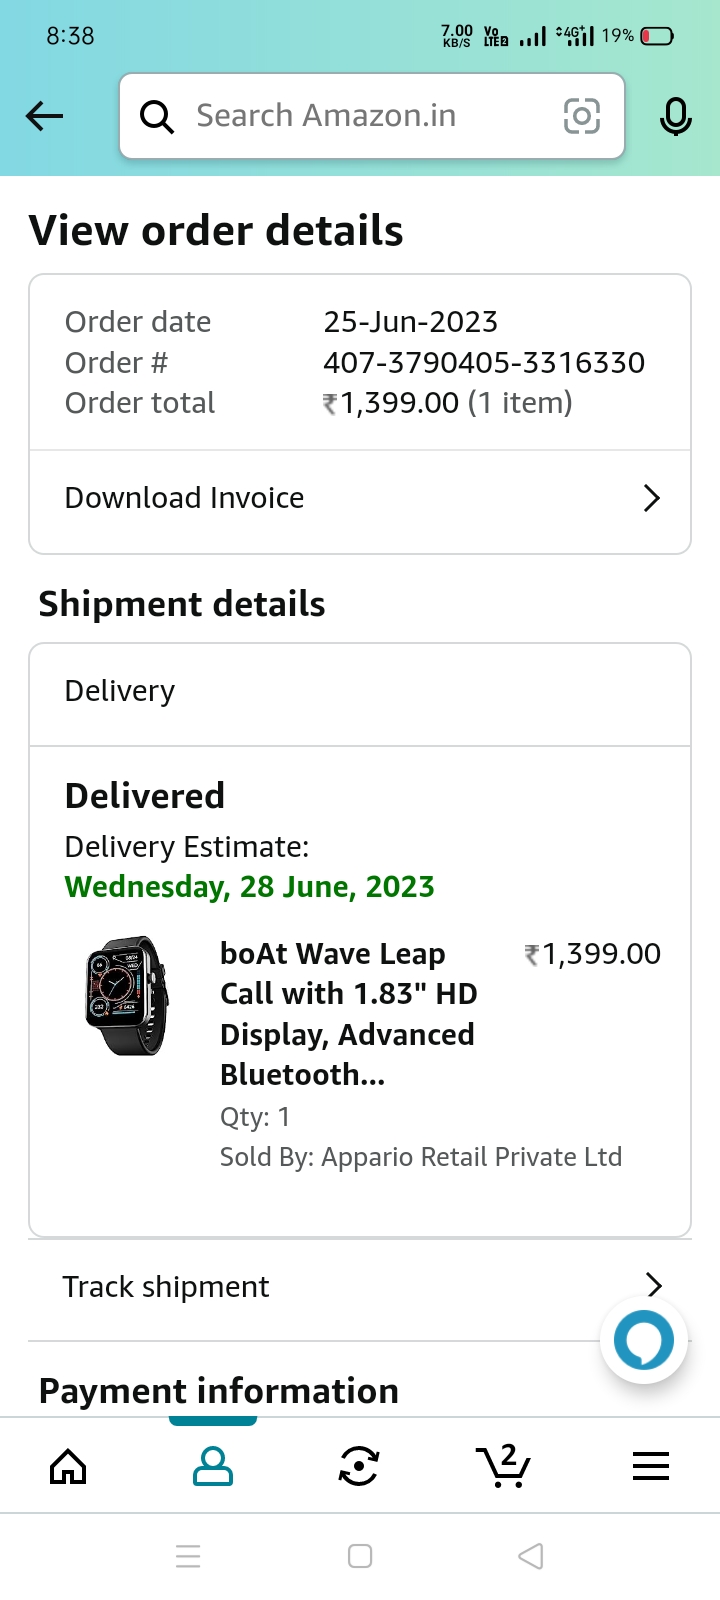 8:38
7.00 KB/S Vo LTE2 4G+ 19%
Search Amazon.in
View order details
Order date 25-Jun-2023
Order # 407-3790405-3316330
Order total ₹1,399.00 (1 item)
Download Invoice
Shipment details
Delivery
Delivered
Delivery Estimate:
Wednesday, 28 June, 2023
boAt Wave Leap ₹1,399.00
Call with 1.83" HD
Display, Advanced
Bluetooth...
Qty: 1
Sold By: Appario Retail Private Ltd
Track shipment
Payment information
2